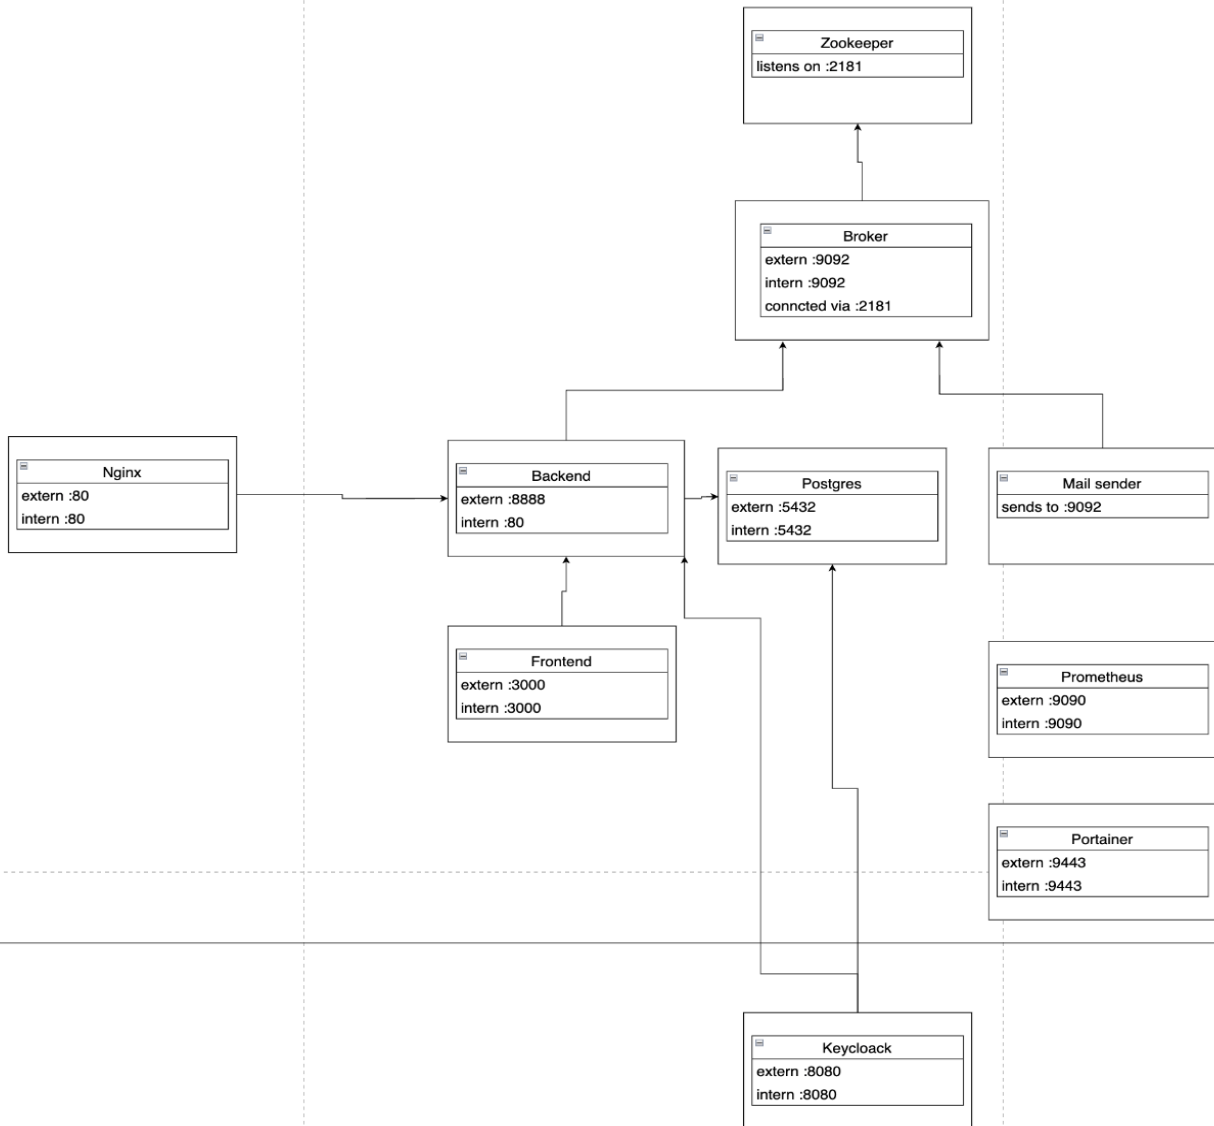 Zookeeper
listens on :2181
Broker
extern :9092
intern :9092
conncted via :2181
Nginx
extern :80
intern :80
Backend
extern :8888
intern :80
Postgres
extern :5432
intern :5432
Mail sender
sends to :9092
Frontend
extern :3000
intern :3000
Prometheus
extern :9090
intern :9090
Portainer
extern :9443
intern :9443
Keycloack
extern :8080
intern :8080